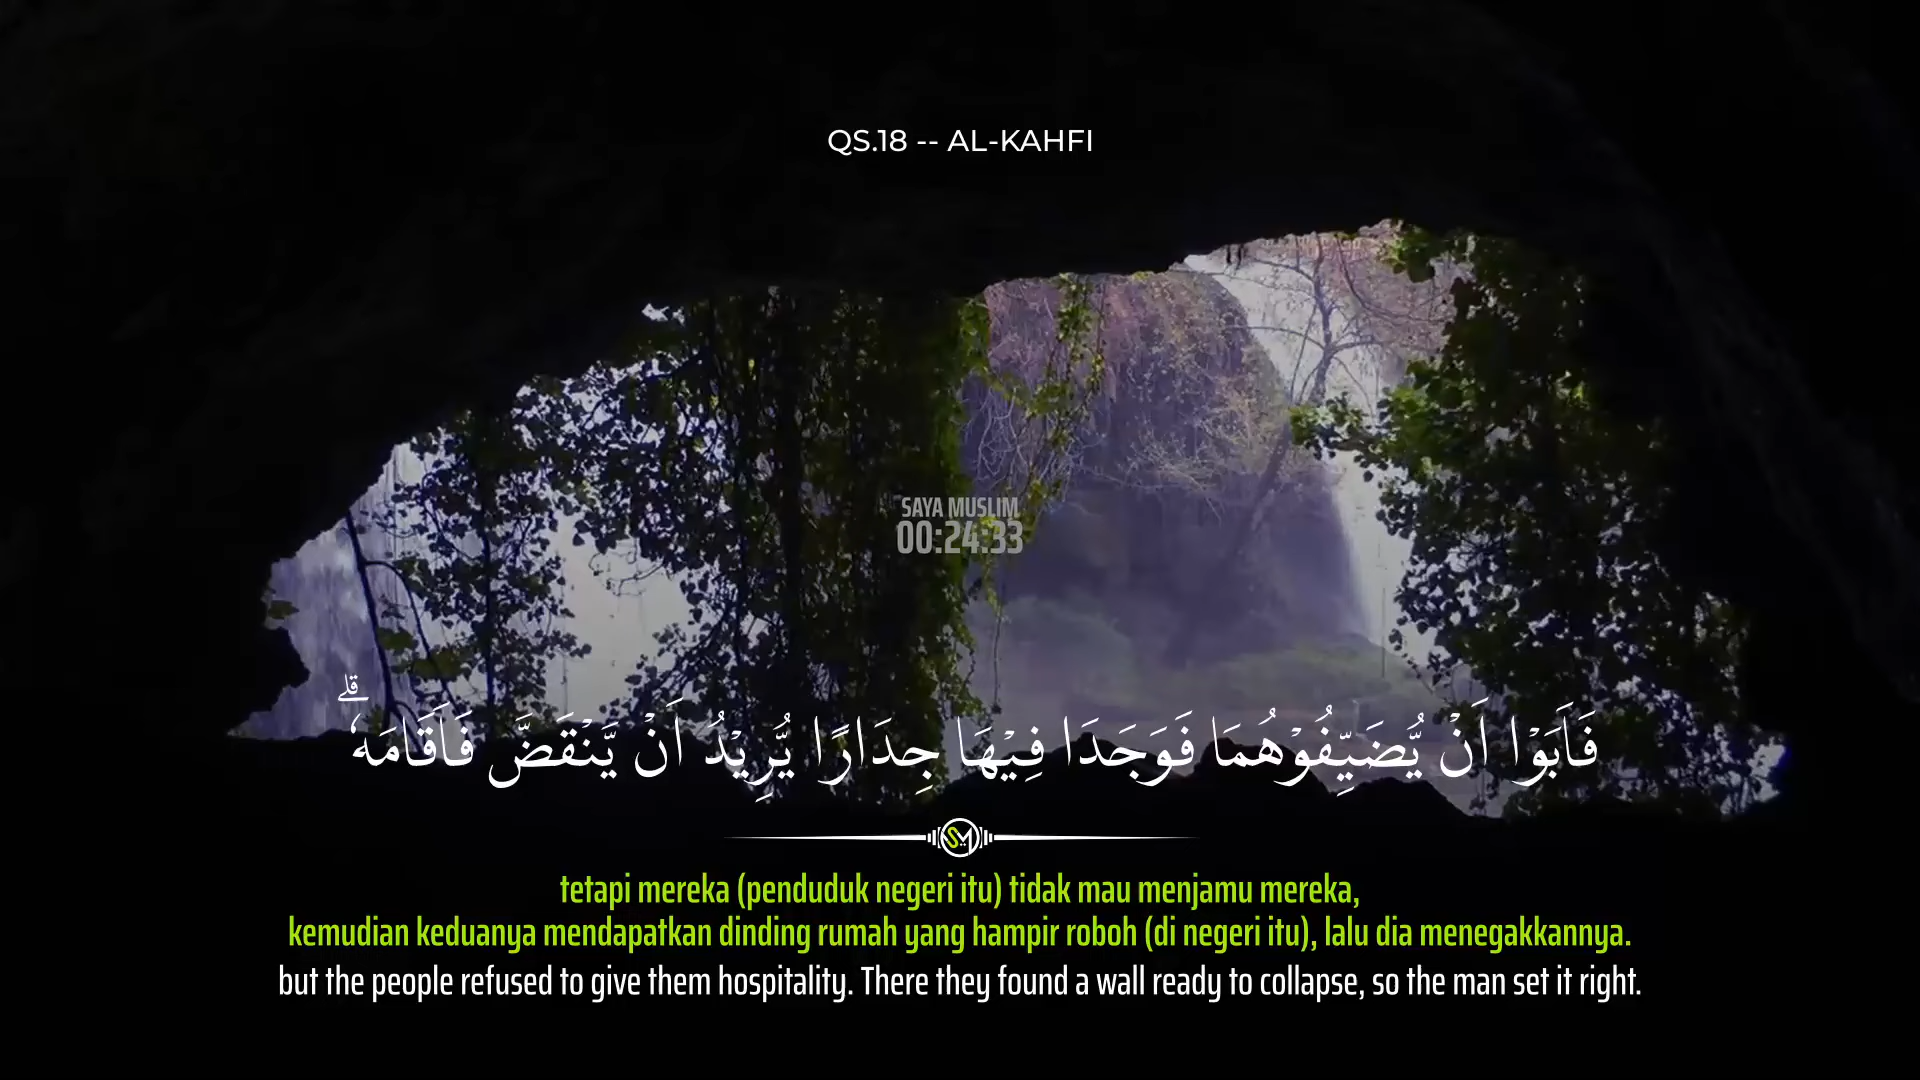 QS.18 -- AL-KAHFI
SAYA MUSLIM
00:24:33
فَاَبَوْا اَنْ يُّضَيِّفُوْهُمَا فَوَجَدَا فِيْهَا جِدَارًا يُّرِيْدُ اَنْ يَّنْقَضَّ فَاَقَامَهٗ ۗ
SM
tetapi mereka (penduduk negeri itu) tidak mau menjamu mereka,
kemudian keduanya mendapatkan dinding rumah yang hampir roboh (di negeri itu), lalu dia menegakkannya.
but the people refused to give them hospitality. There they found a wall ready to collapse, so the man set it right.